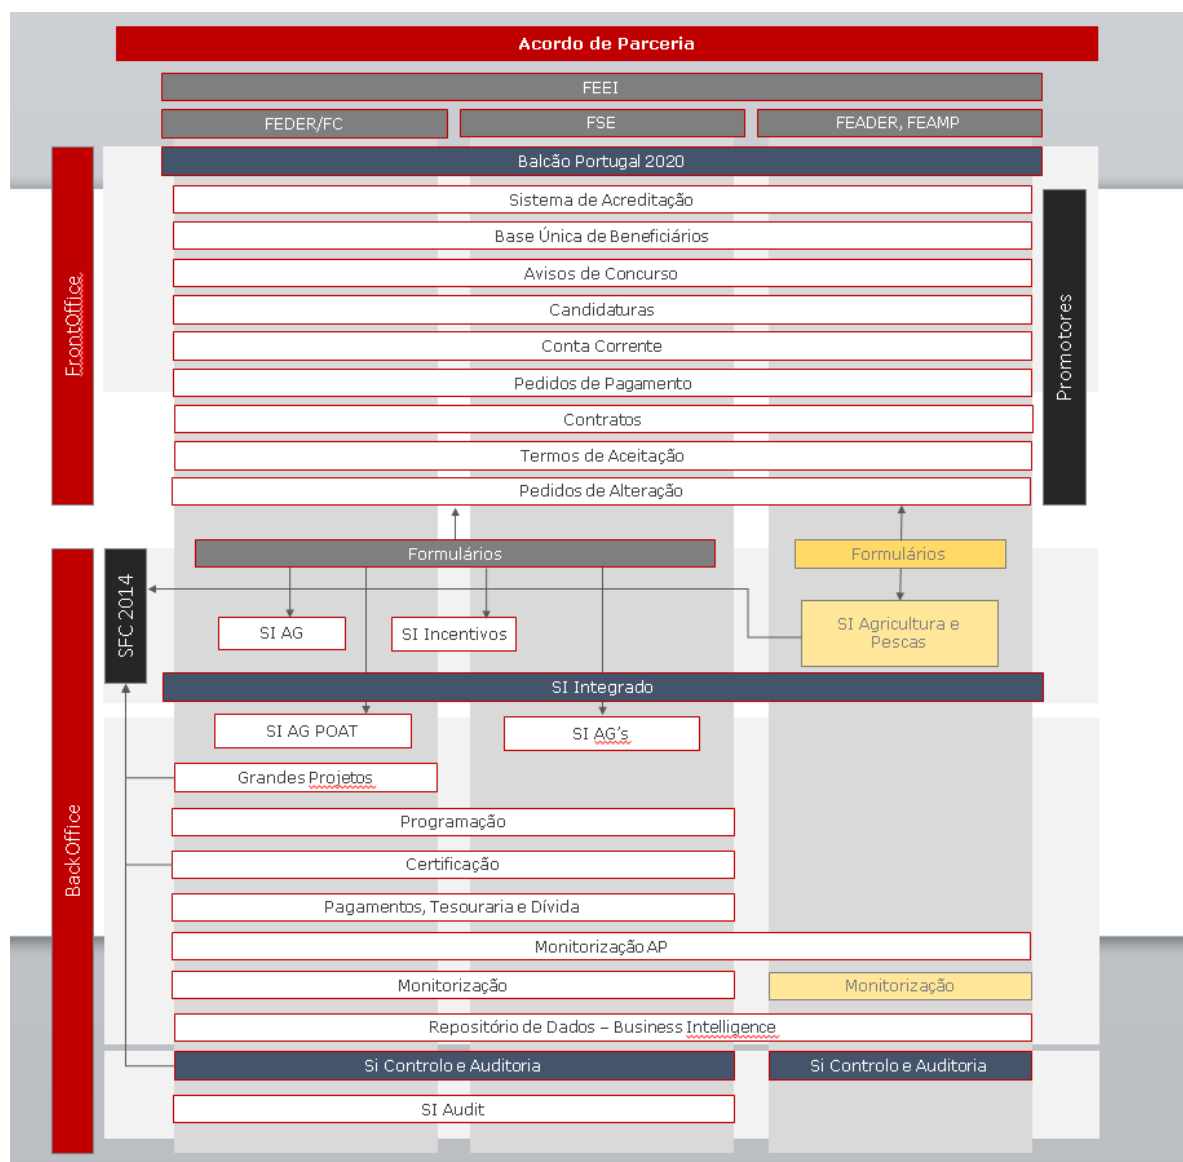 Acordo de Parceria
FEEI
FEDER/FC
FSE
FEADER, FEAMP
FrontOffice
Balcão Portugal 2020
Sistema de Acreditação
Base Única de Beneficiários
Avisos de Concurso
Candidaturas
Conta Corrente
Pedidos de Pagamento
Contratos
Termos de Aceitação
Pedidos de Alteração
Promotores
BackOffice
SFC 2014
Formulários
Formulários
SI AG
SI Incentivos
SI Agricultura e
Pescas
SI Integrado
SI AG POAT
SI AG’s
Grandes Projetos
Programação
Certificação
Pagamentos, Tesouraria e Dívida
Monitorização AP
Monitorização
Monitorização
Repositório de Dados – Business Intelligence
Si Controlo e Auditoria
Si Controlo e Auditoria
SI Audit